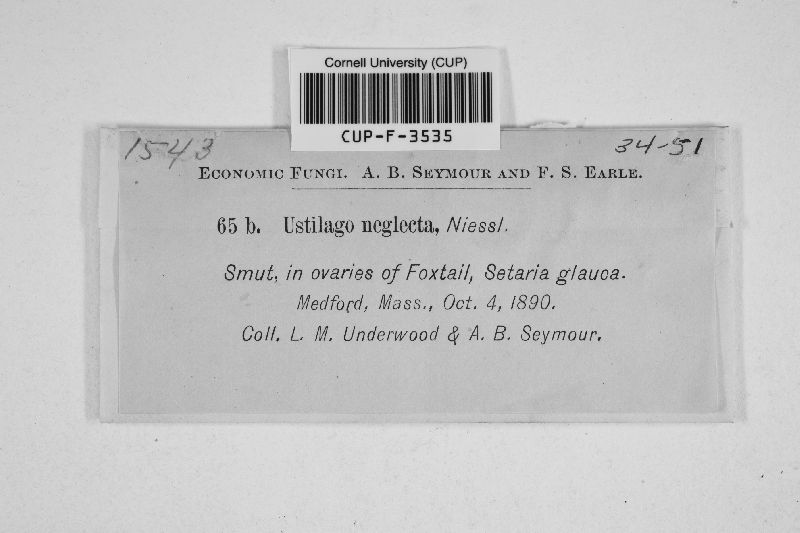 Cornell University (CUP)
CUP-F-3535
1543
34-51
Economic Fungi. A. B. Seymour and F. S. Earle.
65 b. Ustilago neglecta, Niessl.
Smut, in ovaries of Foxtail, Setaria glauca.
Medford, Mass., Oct. 4, 1890.
Coll. L. M. Underwood & A. B. Seymour.